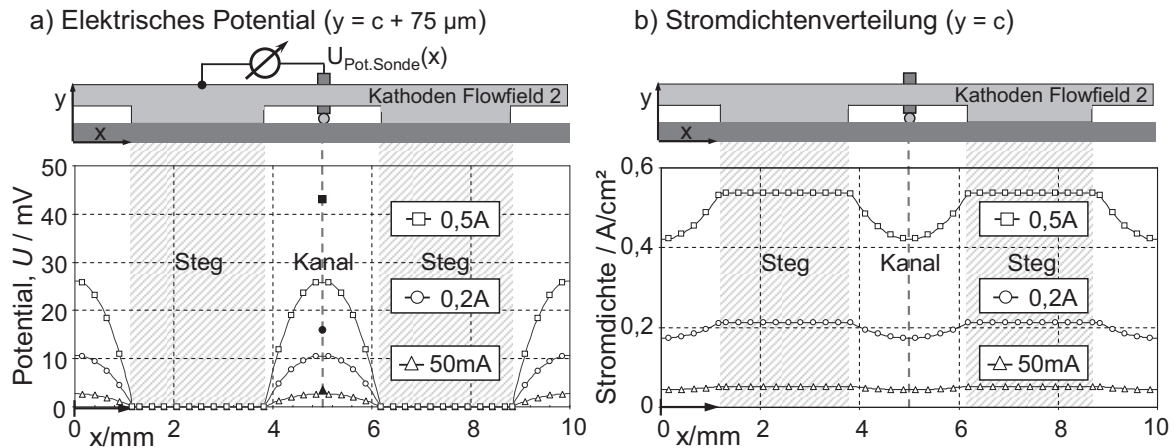 a) Elektrisches Potential (y = c + 75 µm)
U Pot.Sonde(x)
y
Kathoden Flowfield 2
x
Potential, U / mV
50
40
30
20
10
0
0,5A
0,2A
50mA
Steg
Kanal
Steg
0
x/mm
2
4
6
8
10
b) Stromdichtenverteilung (y = c)
y
Kathoden Flowfield 2
x
Stromdichte / A/cm²
0,6
0,4
0,2
0
0,5A
0,2A
50mA
Steg
Kanal
Steg
0
x/mm
2
4
6
8
10